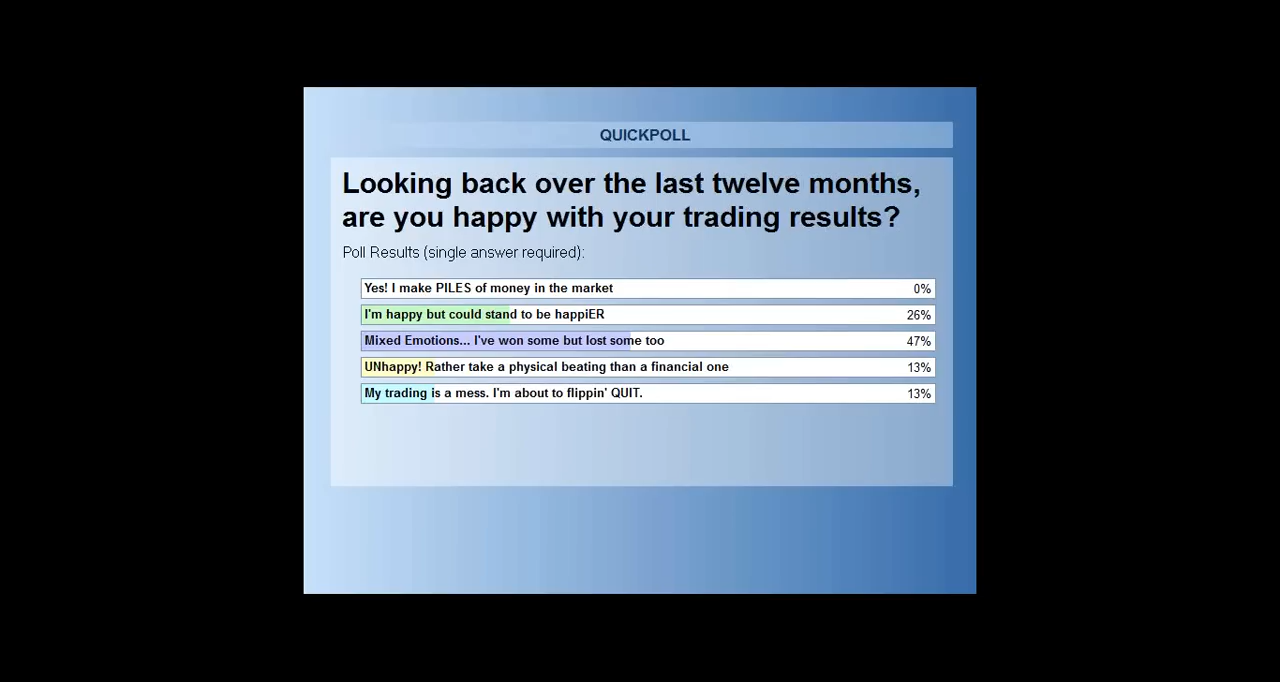 QUICKPOLL
Looking back over the last twelve months,
are you happy with your trading results?
Poll Results (single answer required):
Yes! I make PILES of money in the market 0%
I'm happy but could stand to be happiER 26%
Mixed Emotions... I've won some but lost some too 47%
UNhappy! Rather take a physical beating than a financial one 13%
My trading is a mess. I'm about to flippin' QUIT. 13%